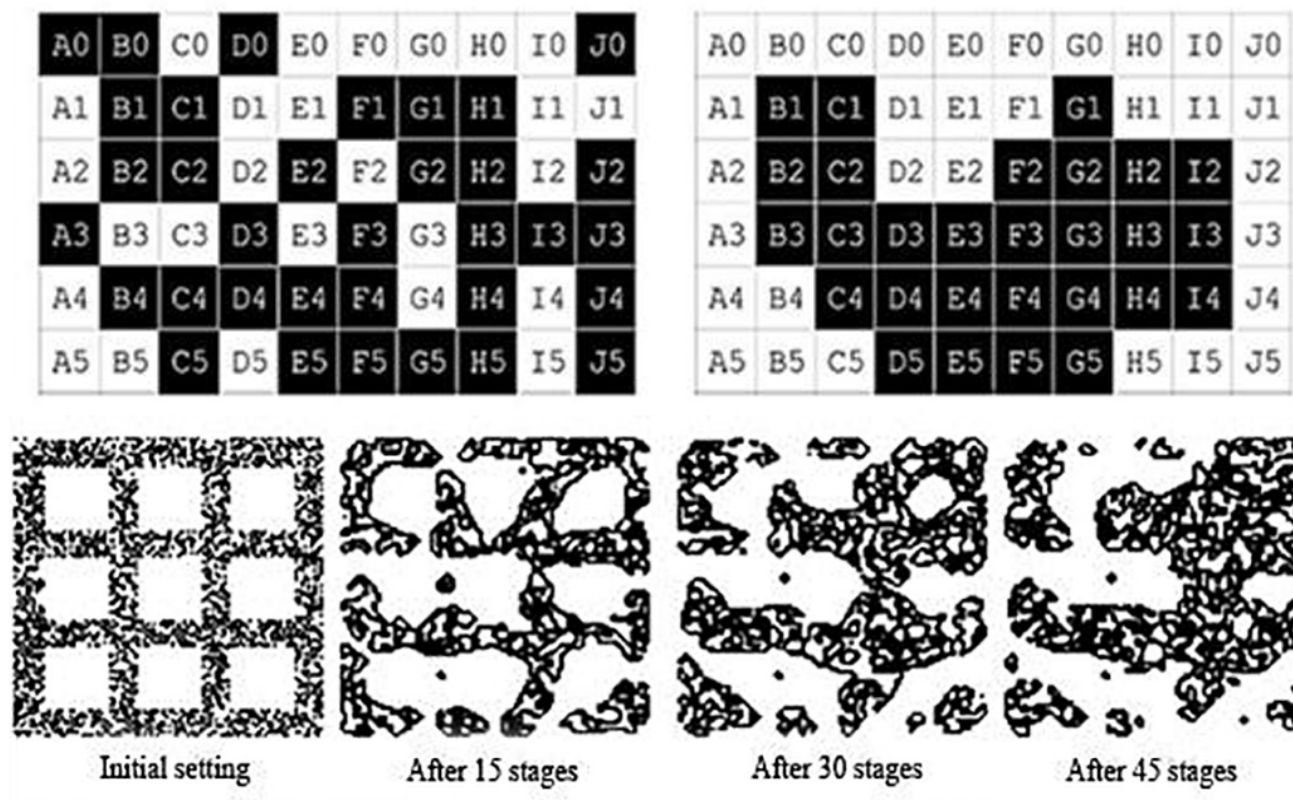 A0 B0 C0 D0 E0 F0 G0 H0 I0 J0 A0 B0 C0 D0 E0 F0 G0 H0 I0 J0
A1 B1 C1 D1 E1 F1 G1 H1 I1 J1 A1 B1 C1 D1 E1 F1 G1 H1 I1 J1
A2 B2 C2 D2 E2 F2 G2 H2 I2 J2 A2 B2 C2 D2 E2 F2 G2 H2 I2 J2
A3 B3 C3 D3 E3 F3 G3 H3 I3 J3 A3 B3 C3 D3 E3 F3 G3 H3 I3 J3
A4 B4 C4 D4 E4 F4 G4 H4 I4 J4 A4 B4 C4 D4 E4 F4 G4 H4 I4 J4
A5 B5 C5 D5 E5 F5 G5 H5 I5 J5 A5 B5 C5 D5 E5 F5 G5 H5 I5 J5
Initial setting After 15 stages After 30 stages After 45 stages